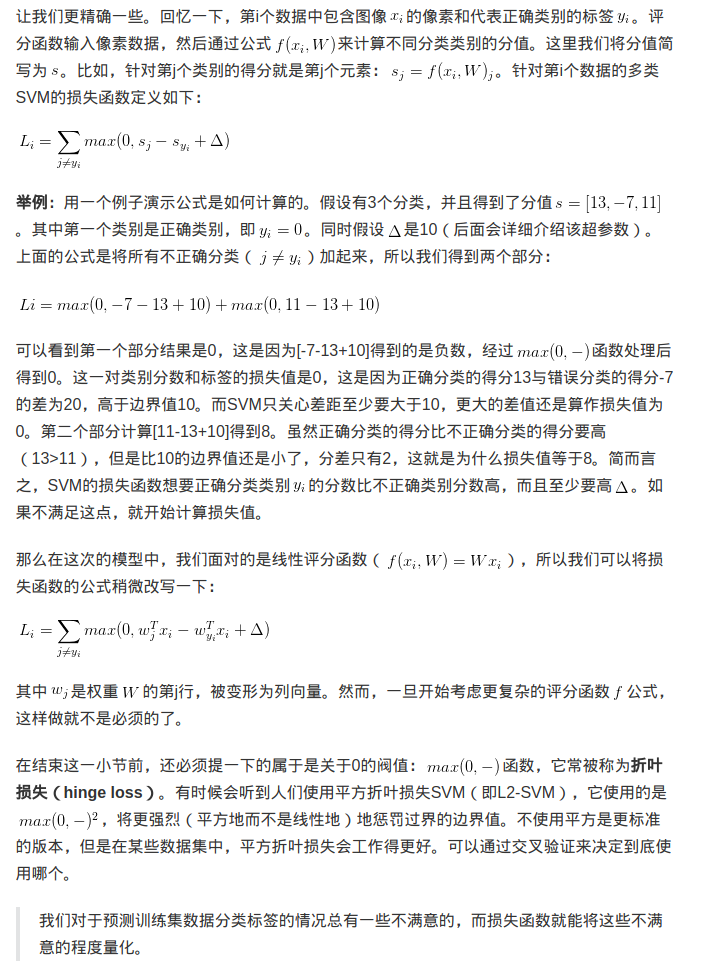 让我们更精确一些。回忆一下，第i个数据中包含图像 xᵢ 的像素和代表正确类别的标签 yᵢ 。评
分函数输入像素数据，然后通过公式 f(xᵢ, W)来计算不同分类类别的分值。这里我们将分值简
写为 s。比如，针对第j个类别的得分就是第j个元素： sⱼ = f(xᵢ, W)ⱼ。针对第i个数据的多类
SVM的损失函数定义如下：
Lᵢ = ∑_{j≠yᵢ} max(0, sⱼ − s_{yᵢ} + Δ)
举例：用一个例子演示公式是如何计算的。假设有3个分类，并且得到了分值 s = [13, −7, 11]
。其中第一个类别是正确类别，即 yᵢ = 0。同时假设 Δ 是10（后面会详细介绍该超参数）。
上面的公式是将所有不正确分类（ j ≠ yᵢ ）加起来，所以我们得到两个部分：
Li = max(0, −7 − 13 + 10) + max(0, 11 − 13 + 10)
可以看到第一个部分结果是0，这是因为[-7-13+10]得到的是负数，经过 max(0, −) 函数处理后
得到0。这一对类别分数和标签的损失值是0，这是因为正确分类的得分13与错误分类的得分-7
的差为20，高于边界值10。而SVM只关心差距至少要大于10，更大的差值还是算作损失值为
0。第二个部分计算[11-13+10]得到8。虽然正确分类的得分比不正确分类的得分要高
（13>11），但是比10的边界值还是小了，分差只有2，这就是为什么损失值等于8。简而言
之，SVM的损失函数想要正确分类类别 yᵢ 的分数比不正确类别分数高，而且至少要高 Δ 。如
果不满足这点，就开始计算损失值。
那么在这次的模型中，我们面对的是线性评分函数（ f(xᵢ, W) = Wxᵢ ），所以我们可以将损
失函数的公式稍微改写一下：
Lᵢ = ∑_{j≠yᵢ} max(0, wⱼᵀxᵢ − w_{yᵢ}ᵀxᵢ + Δ)
其中 wⱼ 是权重 W 的第j行，被变形为列向量。然而，一旦开始考虑更复杂的评分函数 f 公式，
这样做就不是必须的了。
在结束这一小节前，还必须提一下的属于是关于0的阀值： max(0, −) 函数，它常被称为折叶
损失（hinge loss）。有时候会听到人们使用平方折叶损失SVM（即L2-SVM），它使用的是
max(0, −)²，将更强烈（平方地而不是线性地）地惩罚过界的边界值。不使用平方是更标准
的版本，但是在某些数据集中，平方折叶损失会工作得更好。可以通过交叉验证来决定到底使
用哪个。
我们对于预测训练集数据分类标签的情况总有一些不满意的，而损失函数就能将这些不满
意的程度量化。